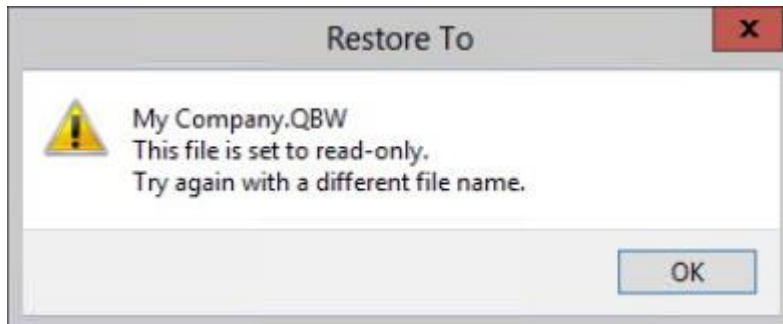 Restore To
x
My Company.QBW
This file is set to read-only.
Try again with a different file name.
OK